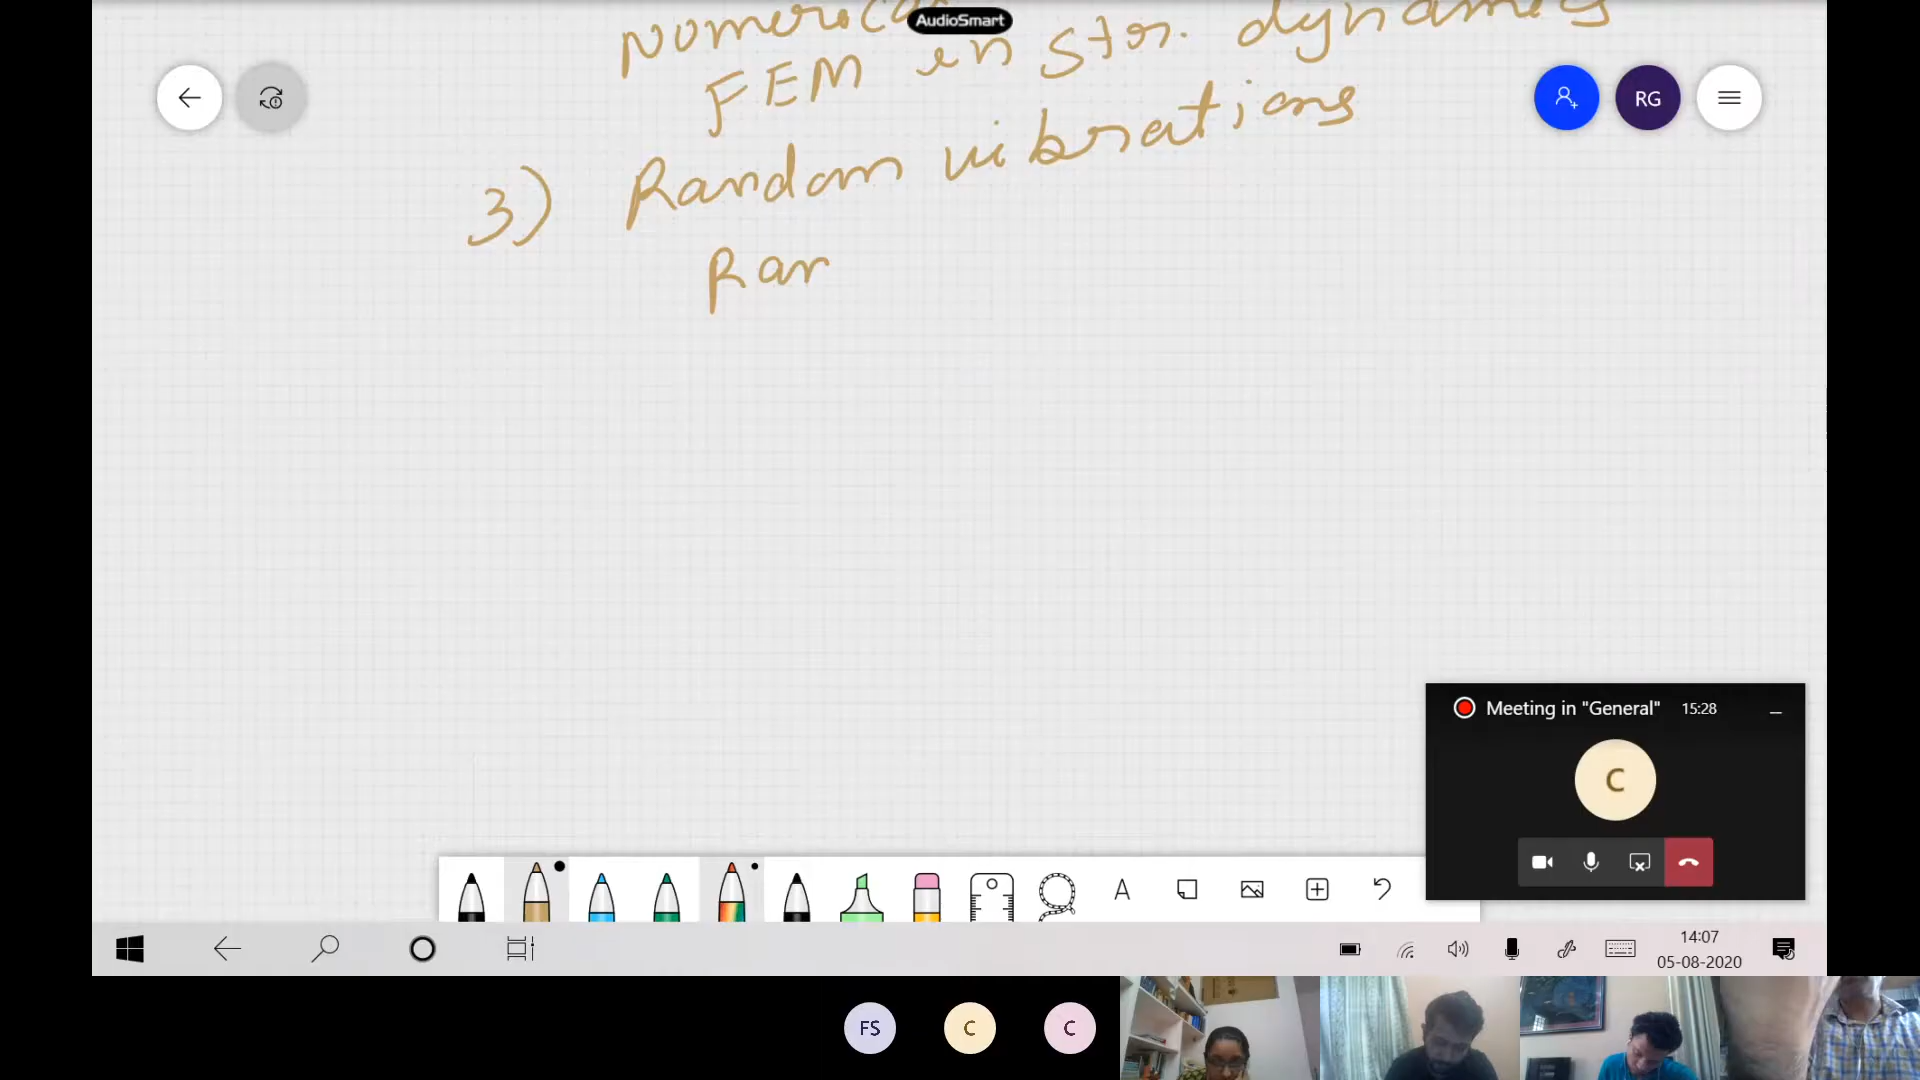 AudioSmart
FEM in Str. dynamics
3) Random vibrations
Ran
RG
Meeting in "General" 15:28
C
A
14:07
05-08-2020
FS C C